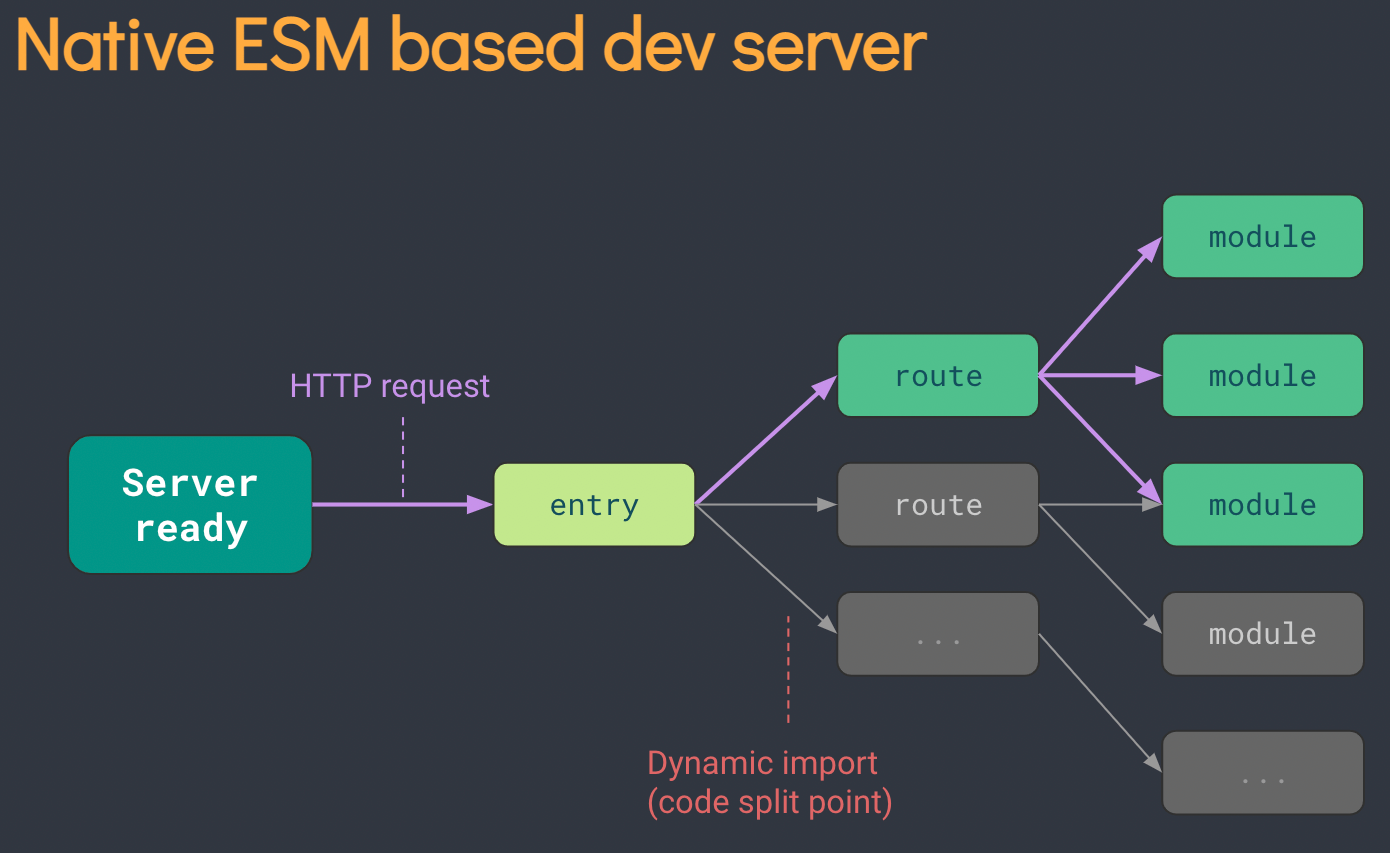 Native ESM based dev server
HTTP request
Server
ready
entry
route
route
...
module
module
module
module
...
Dynamic import
(code split point)